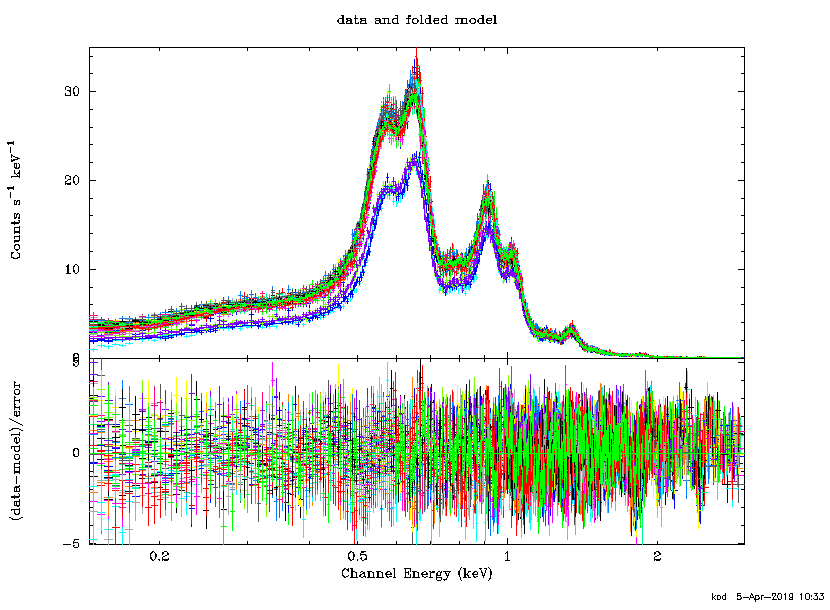 data and folded model
Counts s⁻¹ keV⁻¹
30
20
10
0
(data-model)/error
5
0
-5
0.2 0.5 1 2
Channel Energy (keV)
kod 5-Apr-2019 10:33